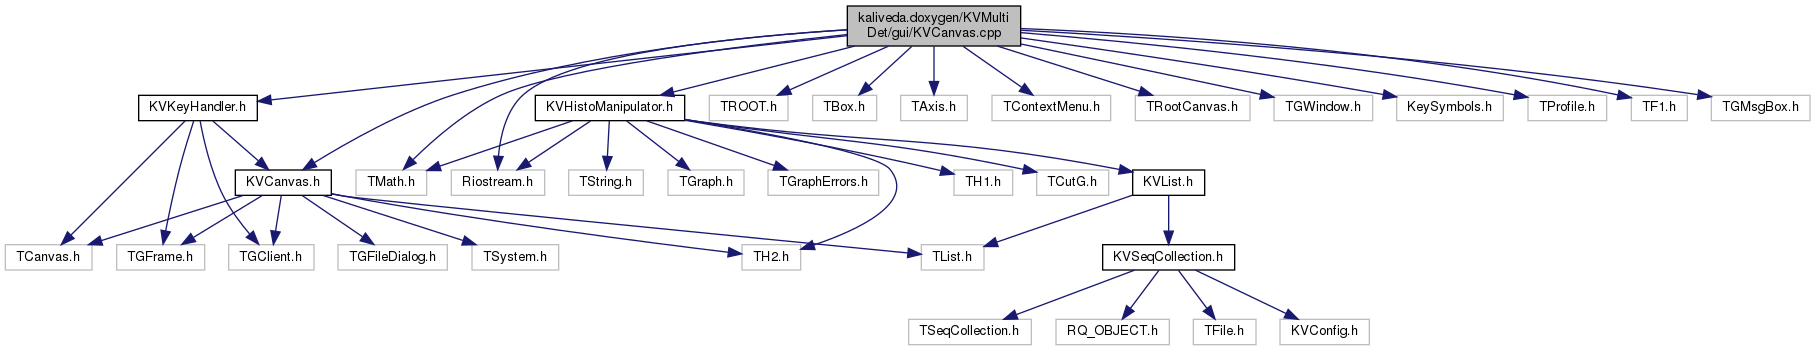 kaliveda.doxygen/KVMulti
Det/gui/KVCanvas.cpp
KVKeyHandler.h
KVHistoManipulator.h
TROOT.h
TBox.h
TAxis.h
TContextMenu.h
TRootCanvas.h
TGWindow.h
KeySymbols.h
TProfile.h
TF1.h
TGMsgBox.h
KVCanvas.h
TMath.h
Riostream.h
TString.h
TGraph.h
TGraphErrors.h
TH1.h
TCutG.h
KVList.h
TCanvas.h
TGFrame.h
TGClient.h
TGFileDialog.h
TSystem.h
TH2.h
TList.h
KVSeqCollection.h
TSeqCollection.h
RQ_OBJECT.h
TFile.h
KVConfig.h